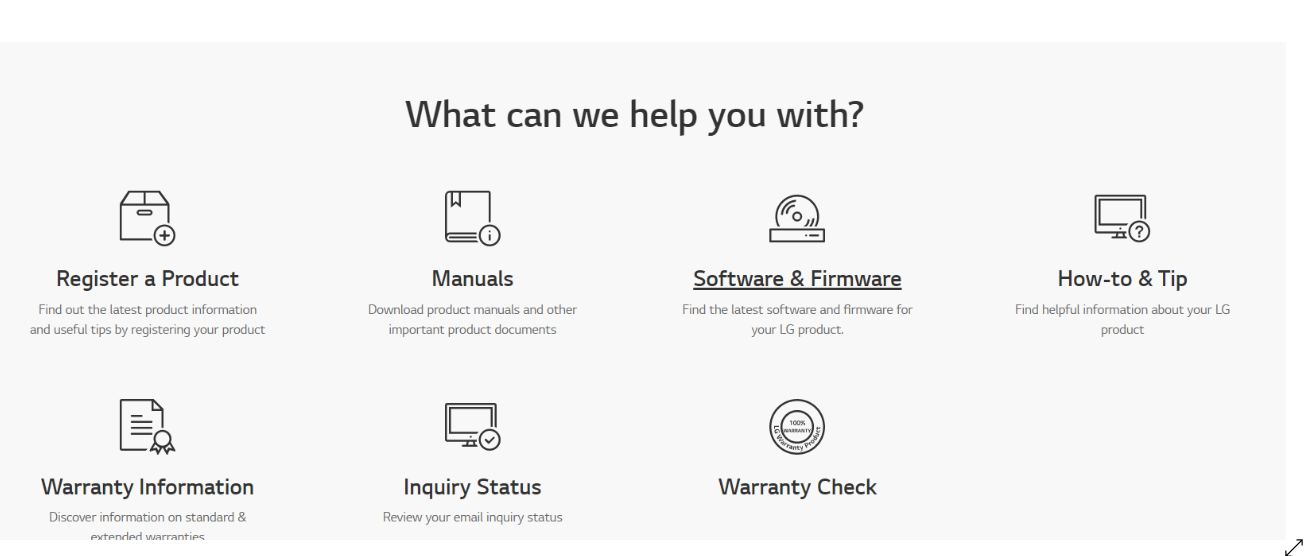 What can we help you with?
Register a Product
Find out the latest product information
and useful tips by registering your product
Manuals
Download product manuals and other
important product documents
Software & Firmware
Find the latest software and firmware for
your LG product.
How-to & Tip
Find helpful information about your LG
product
Warranty Information
Discover information on standard &
extended warranties
Inquiry Status
Review your email inquiry status
100%
WARRANTY
LG Warranty Product
Warranty Check